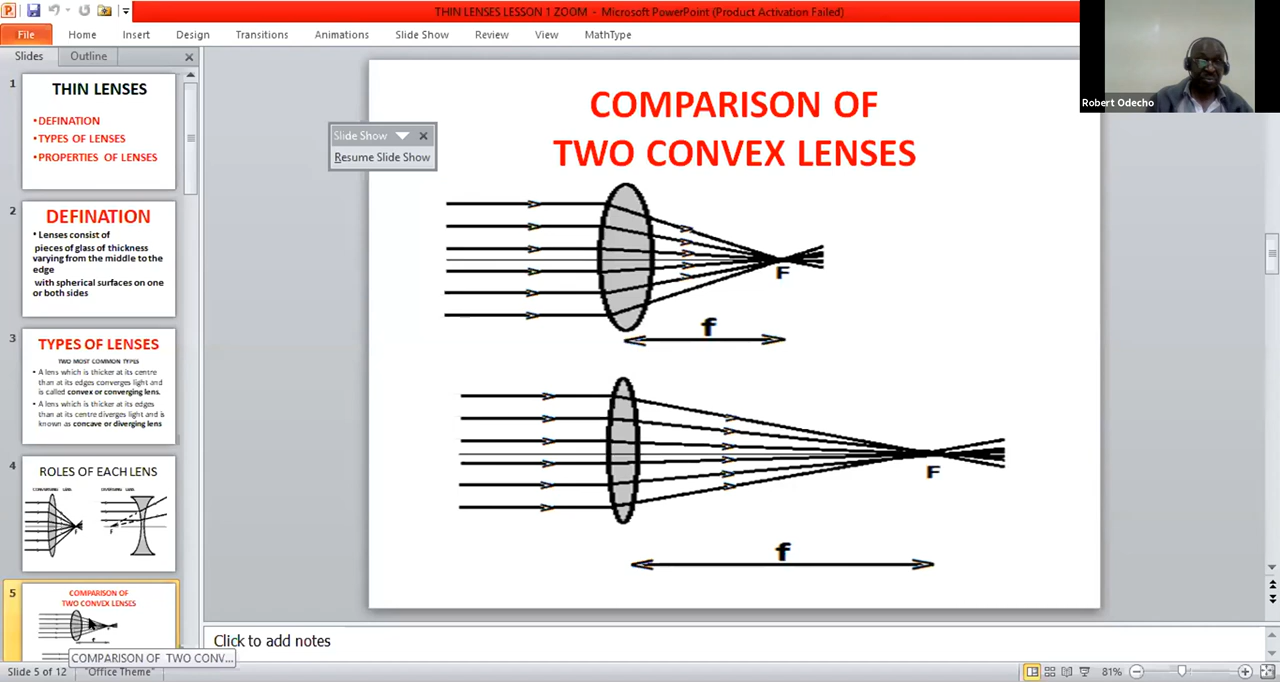 THIN LENSES LESSON 1 ZOOM - Microsoft PowerPoint (Product Activation Failed)
File Home Insert Design Transitions Animations Slide Show Review View MathType
Robert Odecho
Slides Outline
1
THIN LENSES
•DEFINATION
•TYPES OF LENSES
•PROPERTIES OF LENSES
2
DEFINATION
• Lenses consist of
pieces of glass of thickness
varying from the middle to the
edge
with spherical surfaces on one
or both sides
3
TYPES OF LENSES
TWO MOST COMMON TYPES
• A lens which is thicker at its centre
than at its edges converges light and
is called convex or converging lens.
• A lens which is thicker at its edges
than at its centre diverges light and is
known as concave or diverging lens
4
ROLES OF EACH LENS
5
COMPARISON OF
TWO CONVEX LENSES
COMPARISON OF TWO CONV...
Slide Show
Resume Slide Show
COMPARISON OF
TWO CONVEX LENSES
F
f
F
f
Click to add notes
Slide 5 of 12 "Office Theme" 81%